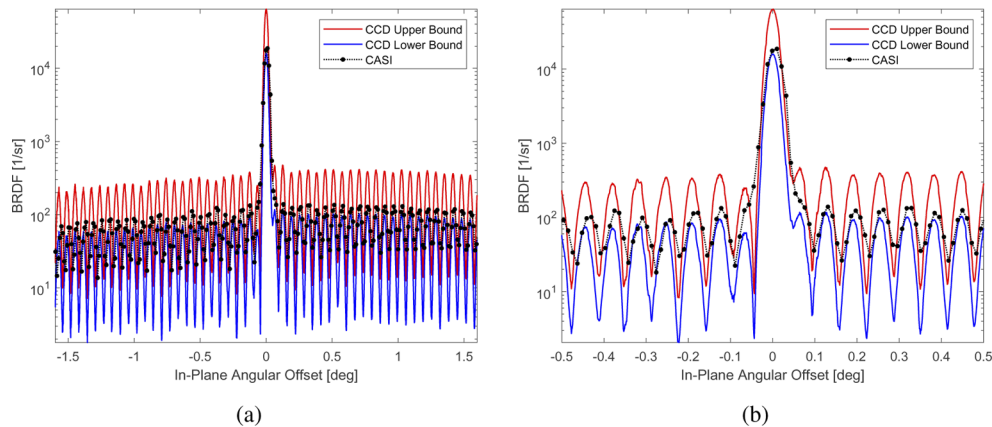 CCD Upper Bound
CCD Lower Bound
CASI
10^4
10^3
10^2
10^1
BRDF [1/sr]
-1.5 -1 -0.5 0 0.5 1 1.5
In-Plane Angular Offset [deg]
(a)
CCD Upper Bound
CCD Lower Bound
CASI
10^4
10^3
10^2
10^1
BRDF [1/sr]
-0.5 -0.4 -0.3 -0.2 -0.1 0 0.1 0.2 0.3 0.4 0.5
In-Plane Angular Offset [deg]
(b)